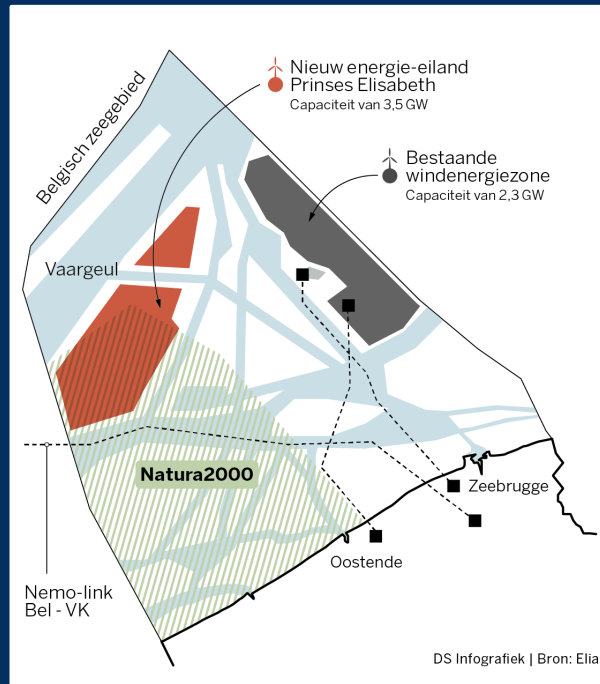 Nieuw energie-eiland
Prinses Elisabeth
Capaciteit van 3,5 GW
Belgisch zeegebied
Bestaande
windenergiezone
Capaciteit van 2,3 GW
Vaargeul
Natura2000
Zeebrugge
Oostende
Nemo-link
Bel - VK
DS Infografiek | Bron: Elia